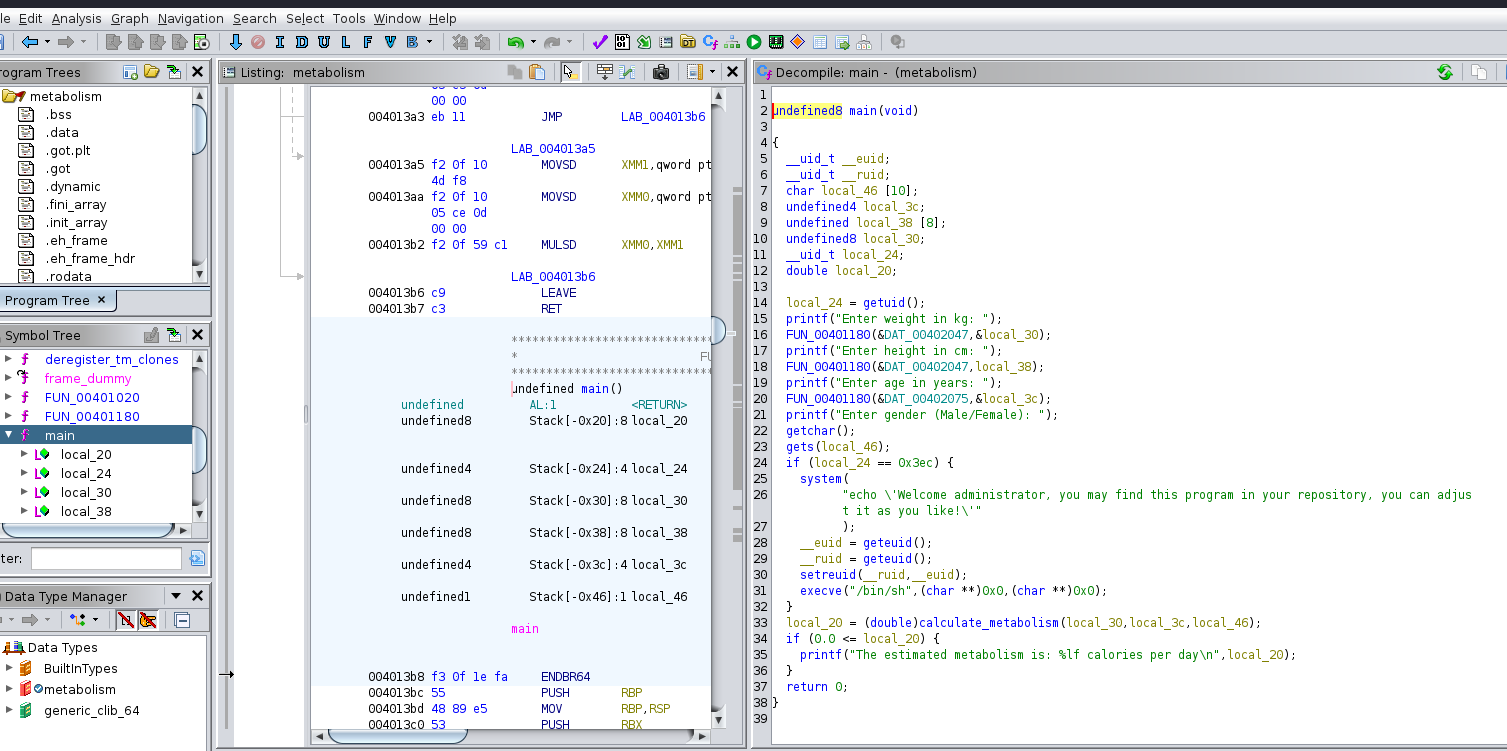 le Edit Analysis Graph Navigation Search Select Tools Window Help
I D U L F V B
rogram Trees
metabolism
.bss
.data
.got.plt
.got
.dynamic
.fini_array
.init_array
.eh_frame
.eh_frame_hdr
.rodata
Program Tree ×
Symbol Tree
f deregister_tm_clones
f frame_dummy
f FUN_00401020
f FUN_00401180
f main
local_20
local_24
local_30
local_38
ter:
Data Type Manager
Data Types
BuiltInTypes
metabolism
generic_clib_64
Listing: metabolism
00 00
004013a3 eb 11 JMP LAB_004013b6
LAB_004013a5
004013a5 f2 0f 10 MOVSD XMM1,qword pt
4d f8
004013aa f2 0f 10 MOVSD XMM0,qword pt
05 ce 0d
00 00
004013b2 f2 0f 59 c1 MULSD XMM0,XMM1
LAB_004013b6
004013b6 c9 LEAVE
004013b7 c3 RET
* FU
undefined main()
undefined AL:1 <RETURN>
undefined8 Stack[-0x20]:8 local_20
undefined4 Stack[-0x24]:4 local_24
undefined8 Stack[-0x30]:8 local_30
undefined8 Stack[-0x38]:8 local_38
undefined4 Stack[-0x3c]:4 local_3c
undefined1 Stack[-0x46]:1 local_46
main
004013b8 f3 0f 1e fa ENDBR64
004013bc 55 PUSH RBP
004013bd 48 89 e5 MOV RBP,RSP
004013c0 53 PUSH RBX
Decompile: main - (metabolism)
1
2 undefined8 main(void)
3
4 {
5 __uid_t __euid;
6 __uid_t __ruid;
7 char local_46 [10];
8 undefined4 local_3c;
9 undefined local_38 [8];
10 undefined8 local_30;
11 __uid_t local_24;
12 double local_20;
13
14 local_24 = getuid();
15 printf("Enter weight in kg: ");
16 FUN_00401180(&DAT_00402047,&local_30);
17 printf("Enter height in cm: ");
18 FUN_00401180(&DAT_00402047,local_38);
19 printf("Enter age in years: ");
20 FUN_00401180(&DAT_00402075,&local_3c);
21 printf("Enter gender (Male/Female): ");
22 getchar();
23 gets(local_46);
24 if (local_24 == 0x3ec) {
25 system(
26 "echo \'Welcome administrator, you may find this program in your repository, you can adjus
t it as you like!\'"
27 );
28 __euid = geteuid();
29 __ruid = geteuid();
30 setreuid(__ruid,__euid);
31 execve("/bin/sh",(char **)0x0,(char **)0x0);
32 }
33 local_20 = (double)calculate_metabolism(local_30,local_3c,local_46);
34 if (0.0 <= local_20) {
35 printf("The estimated metabolism is: %lf calories per day\n",local_20);
36 }
37 return 0;
38 }
39